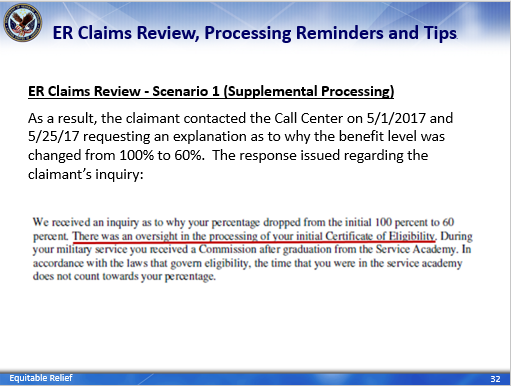 ER Claims Review, Processing Reminders and Tips
ER Claims Review - Scenario 1 (Supplemental Processing)
As a result, the claimant contacted the Call Center on 5/1/2017 and
5/25/17 requesting an explanation as to why the benefit level was
changed from 100% to 60%. The response issued regarding the
claimant's inquiry:
We received an inquiry as to why your percentage dropped from the initial 100 percent to 60
percent. There was an oversight in the processing of your initial Certificate of Eligibility. During
your military service you received a Commission after graduation from the Service Academy. In
accordance with the laws that govern eligibility, the time that you were in the service academy
does not count towards your percentage.
Equitable Relief
32